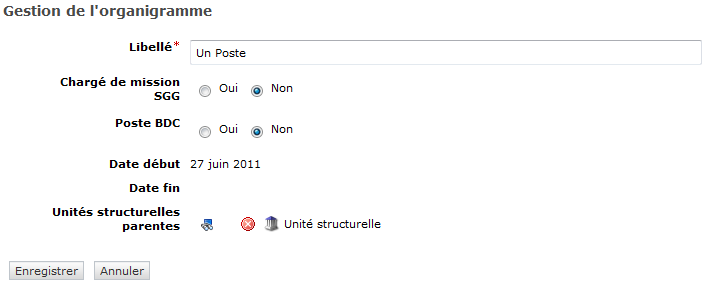 Gestion de l'organigramme
Libellé* Un Poste
Chargé de mission SGG Oui Non
Poste BDC Oui Non
Date début 27 juin 2011
Date fin
Unités structurelles parentes Unité structurelle
Enregistrer Annuler